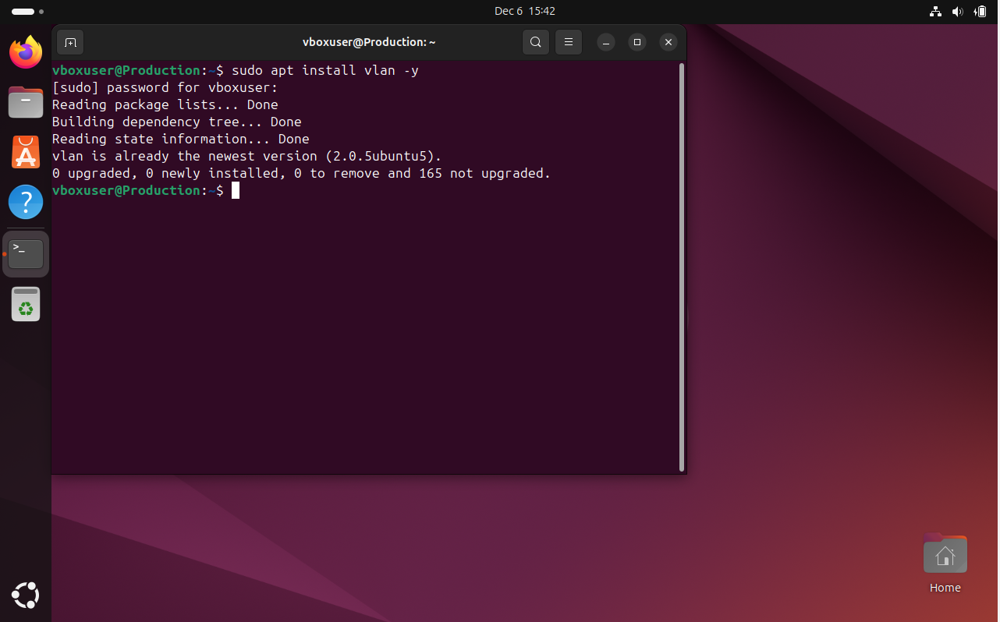 Dec 6 15:42
vboxuser@Production: ~
vboxuser@Production:~$ sudo apt install vlan -y
[sudo] password for vboxuser:
Reading package lists... Done
Building dependency tree... Done
Reading state information... Done
vlan is already the newest version (2.0.5ubuntu5).
0 upgraded, 0 newly installed, 0 to remove and 165 not upgraded.
vboxuser@Production:~$
Home